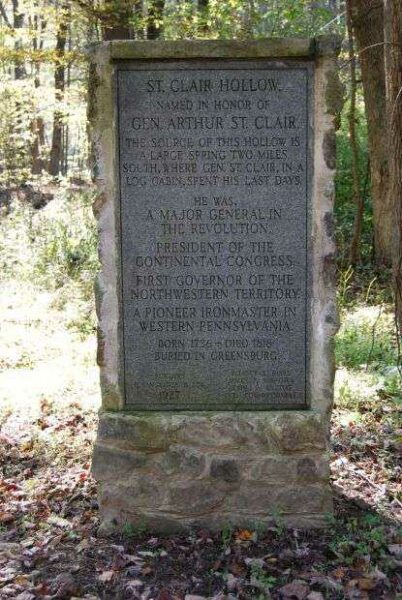 ST. CLAIR HOLLOW.
NAMED IN HONOR OF
GEN. ARTHUR ST. CLAIR.
THE SOURCE OF THIS HOLLOW IS
A LARGE SPRING TWO MILES
SOUTH, WHERE GEN. ST. CLAIR, IN A
LOG CABIN, SPENT HIS LAST DAYS.
HE WAS,
A MAJOR GENERAL IN
THE REVOLUTION.
PRESIDENT OF THE
CONTINENTAL CONGRESS.
FIRST GOVERNOR OF THE
NORTHWESTERN TERRITORY.
A PIONEER IRONMASTER IN
WESTERN PENNSYLVANIA.
BORN 1736 - DIED 1818
BURIED IN GREENSBURG.
1927